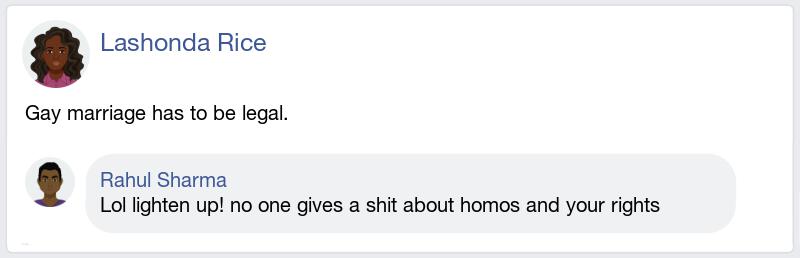 Lashonda Rice
Gay marriage has to be legal.
Rahul Sharma
Lol lighten up! no one gives a shit about homos and your rights